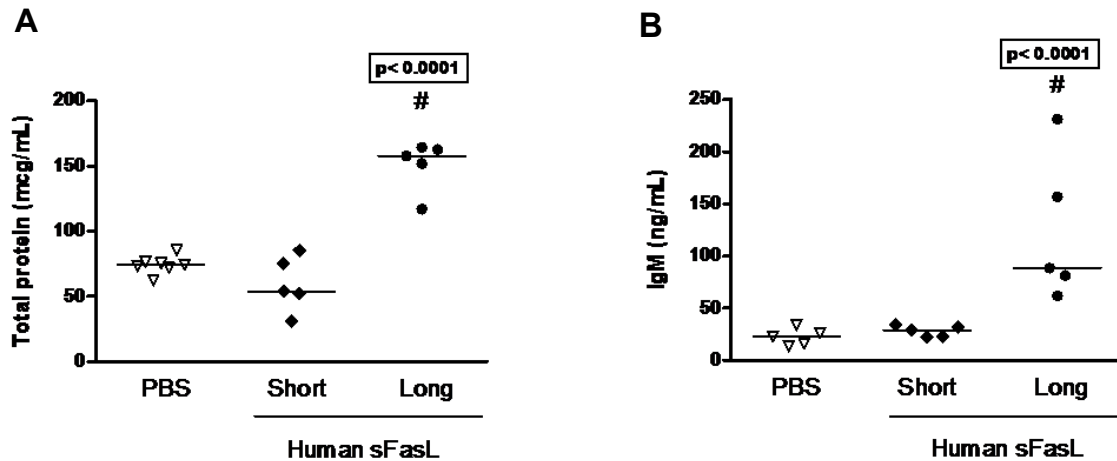 A
p< 0.0001
#
Total protein (mcg/mL)
200
150
100
50
0
PBS Short Long
Human sFasL
B
p< 0.0001
#
IgM (ng/mL)
250
200
150
100
50
0
PBS Short Long
Human sFasL